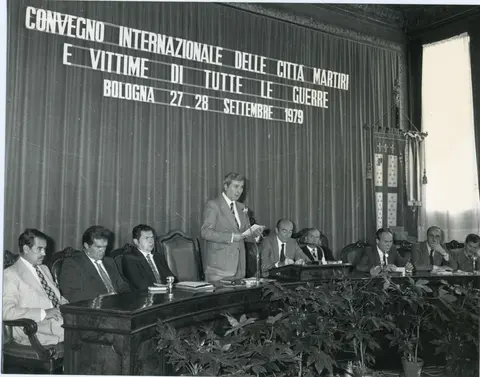 CONVEGNO INTERNAZIONALE DELLE CITTA MARTIRI
E VITTIME DI TUTTE LE GUERRE
BOLOGNA 27-28 SETTEMBRE 1979